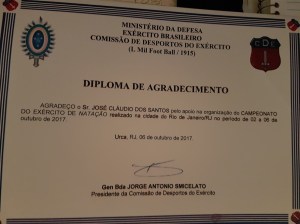 MINISTÉRIO DA DEFESA
EXÉRCITO BRASILEIRO
COMISSÃO DE DESPORTOS DO EXÉRCITO
(L Mil Foot Ball / 1915)
CDE
DIPLOMA DE AGRADECIMENTO
AGRADEÇO o Sr. JOSÉ CLÁUDIO DOS SANTOS pelo apoio na organização do CAMPEONATO
DO EXÉRCITO DE NATAÇÃO realizado na cidade do Rio de Janeiro/RJ no período de 02 a 06 de
outubro de 2017.
Urca, RJ, 06 de outubro de 2017.
Gen Bda JORGE ANTONIO SMICELATO
Presidente da Comissão de Desportos do Exército